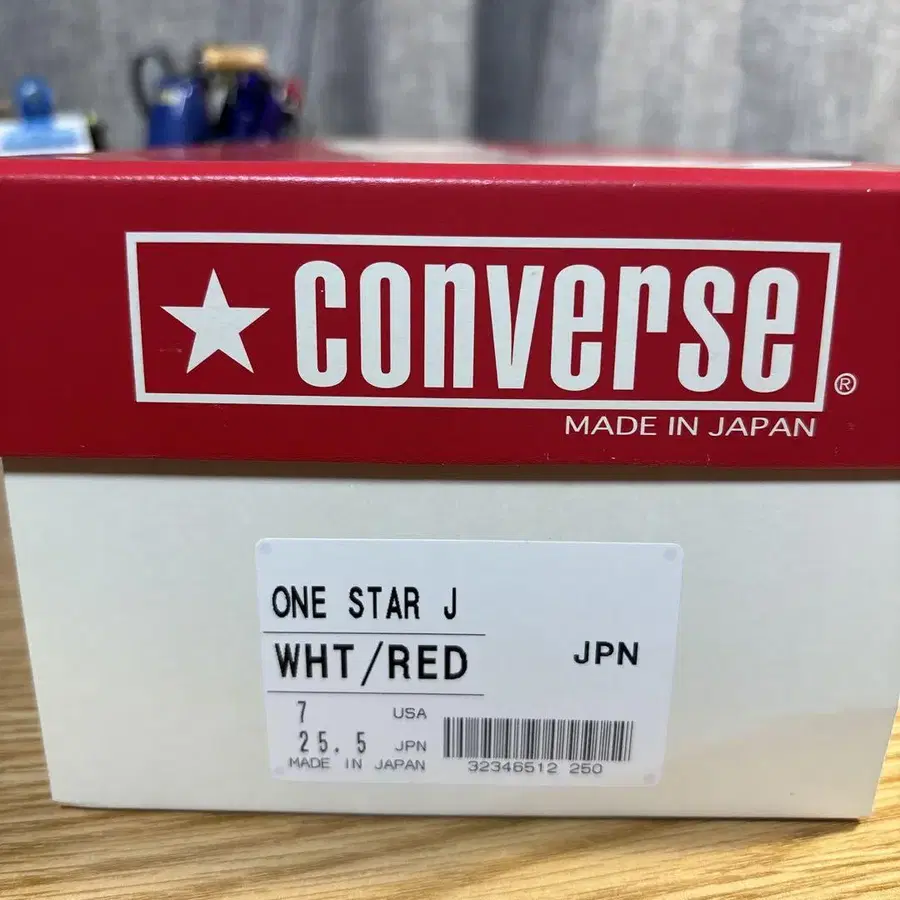 CONVERSE
®
MADE IN JAPAN
ONE STAR J
WHT/RED
JPN
7 USA
25.5 JPN
MADE IN JAPAN
32346512 250